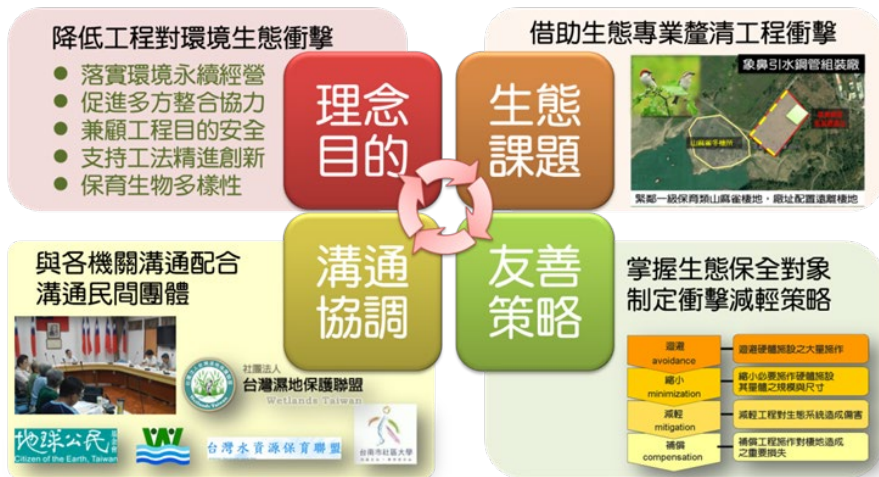 降低工程對環境生態衝擊
● 落實環境永續經營
● 促進多方整合協力
● 兼顧工程目的安全
● 支持工法精進創新
● 保育生物多樣性
理念
目的
借助生態專業釐清工程衝擊
生態
課題
象鼻引水鋼管組裝廠
山麻雀手棲所
緊鄰一級保育類山麻雀棲地，廠址配置遠離棲地
與各機關溝通配合
溝通民間團體
溝通
協調
社團法人
台灣濕地保護聯盟
Wetlands Taiwan
地球公民
基金會
Citizen of the Earth, Taiwan
台灣水資源保育聯盟
台南市社區大學
友善
策略
掌握生態保全對象
制定衝擊減輕策略
迴避
avoidance
迴避硬體施設之大量施作
縮小
minimization
縮小必要施作硬體施設
其量體之規模與尺寸
減輕
mitigation
減輕工程對生態系統造成傷害
補償
compensation
補償工程施作對棲地造成
之重要損失